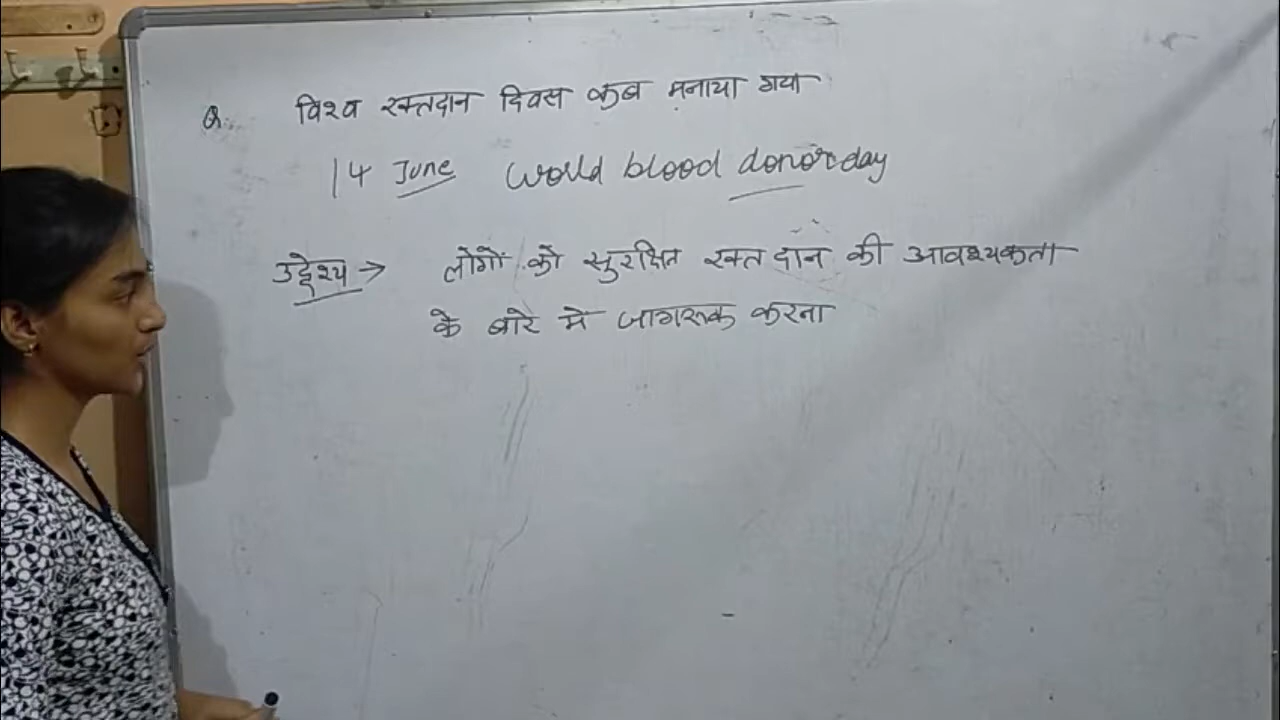 Q. विश्व रक्तदान दिवस कब मनाया गया
14 June World blood donor day
उद्देश्य → लोगों को सुरक्षित रक्त दान की आवश्यकता
के बारे मे जागरूक करना